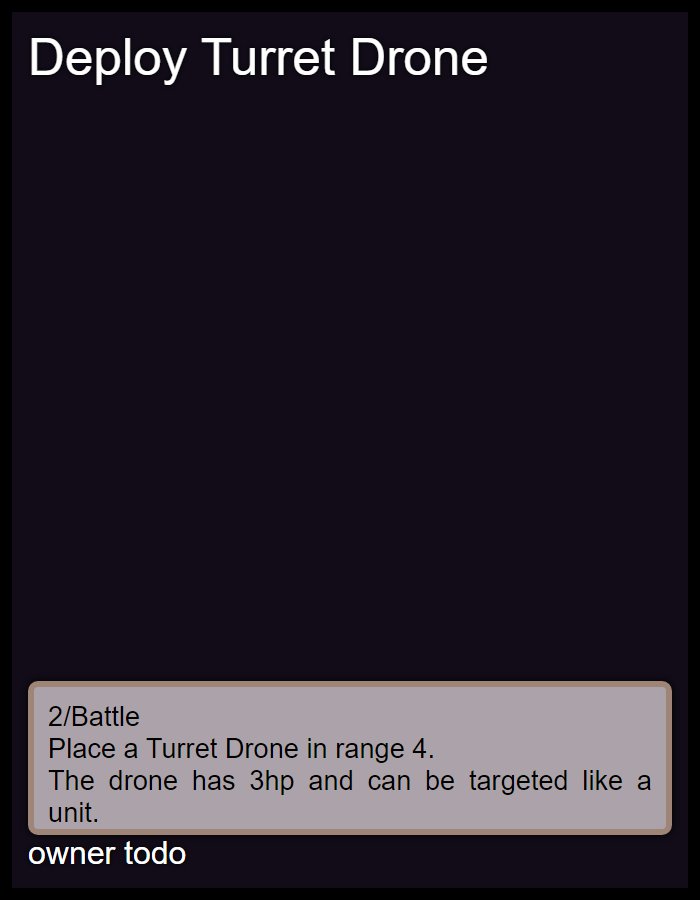 Deploy Turret Drone
2/Battle
Place a Turret Drone in range 4.
The drone has 3hp and can be targeted like a
unit.
owner todo